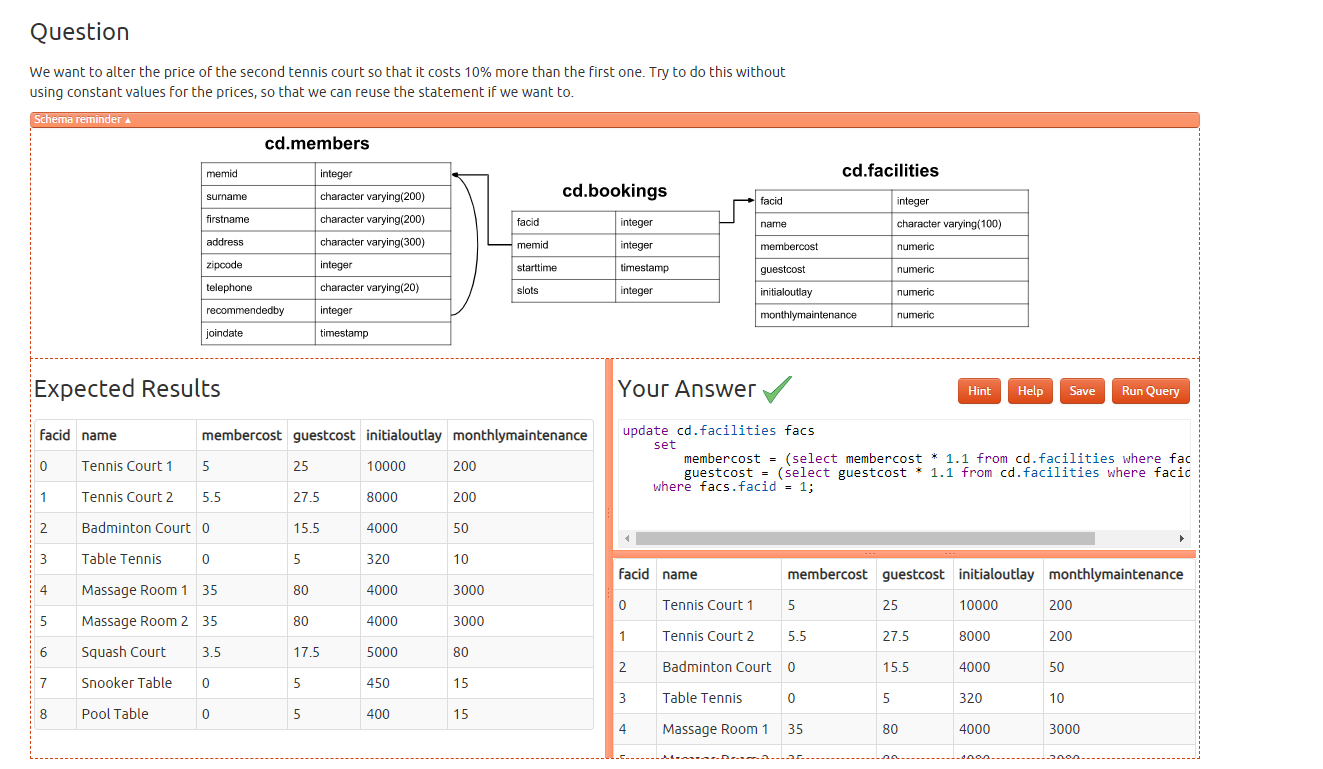 Question
We want to alter the price of the second tennis court so that it costs 10% more than the first one. Try to do this without
using constant values for the prices, so that we can reuse the statement if we want to.
Schema reminder ▲
cd.members
memid integer
surname character varying(200)
firstname character varying(200)
address character varying(300)
zipcode integer
telephone character varying(20)
recommendedby integer
joindate timestamp
cd.bookings
facid integer
memid integer
starttime timestamp
slots integer
cd.facilities
facid integer
name character varying(100)
membercost numeric
guestcost numeric
initialoutlay numeric
monthlymaintenance numeric
Expected Results
facid name membercost guestcost initialoutlay monthlymaintenance
0 Tennis Court 1 5 25 10000 200
1 Tennis Court 2 5.5 27.5 8000 200
2 Badminton Court 0 15.5 4000 50
3 Table Tennis 0 5 320 10
4 Massage Room 1 35 80 4000 3000
5 Massage Room 2 35 80 4000 3000
6 Squash Court 3.5 17.5 5000 80
7 Snooker Table 0 5 450 15
8 Pool Table 0 5 400 15
Your Answer
Hint Help Save Run Query
update cd.facilities facs
set
membercost = (select membercost * 1.1 from cd.facilities where fac
guestcost = (select guestcost * 1.1 from cd.facilities where facid
where facs.facid = 1;
facid name membercost guestcost initialoutlay monthlymaintenance
0 Tennis Court 1 5 25 10000 200
1 Tennis Court 2 5.5 27.5 8000 200
2 Badminton Court 0 15.5 4000 50
3 Table Tennis 0 5 320 10
4 Massage Room 1 35 80 4000 3000